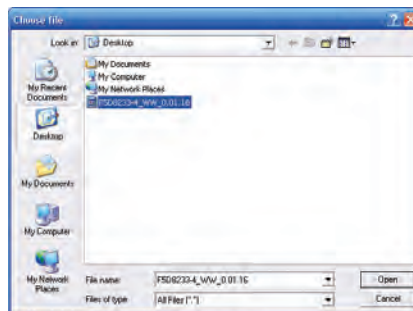 Choose file
Look in:
Desktop
My Documents
My Computer
My Network Places
F5D8233-4_WW_0.01.16
My Recent
Documents
Desktop
My Documents
My Computer
My Network
Places
File name:
F5D8233-4_WW_0.01.16
Open
Files of type:
All Files (*.*)
Cancel